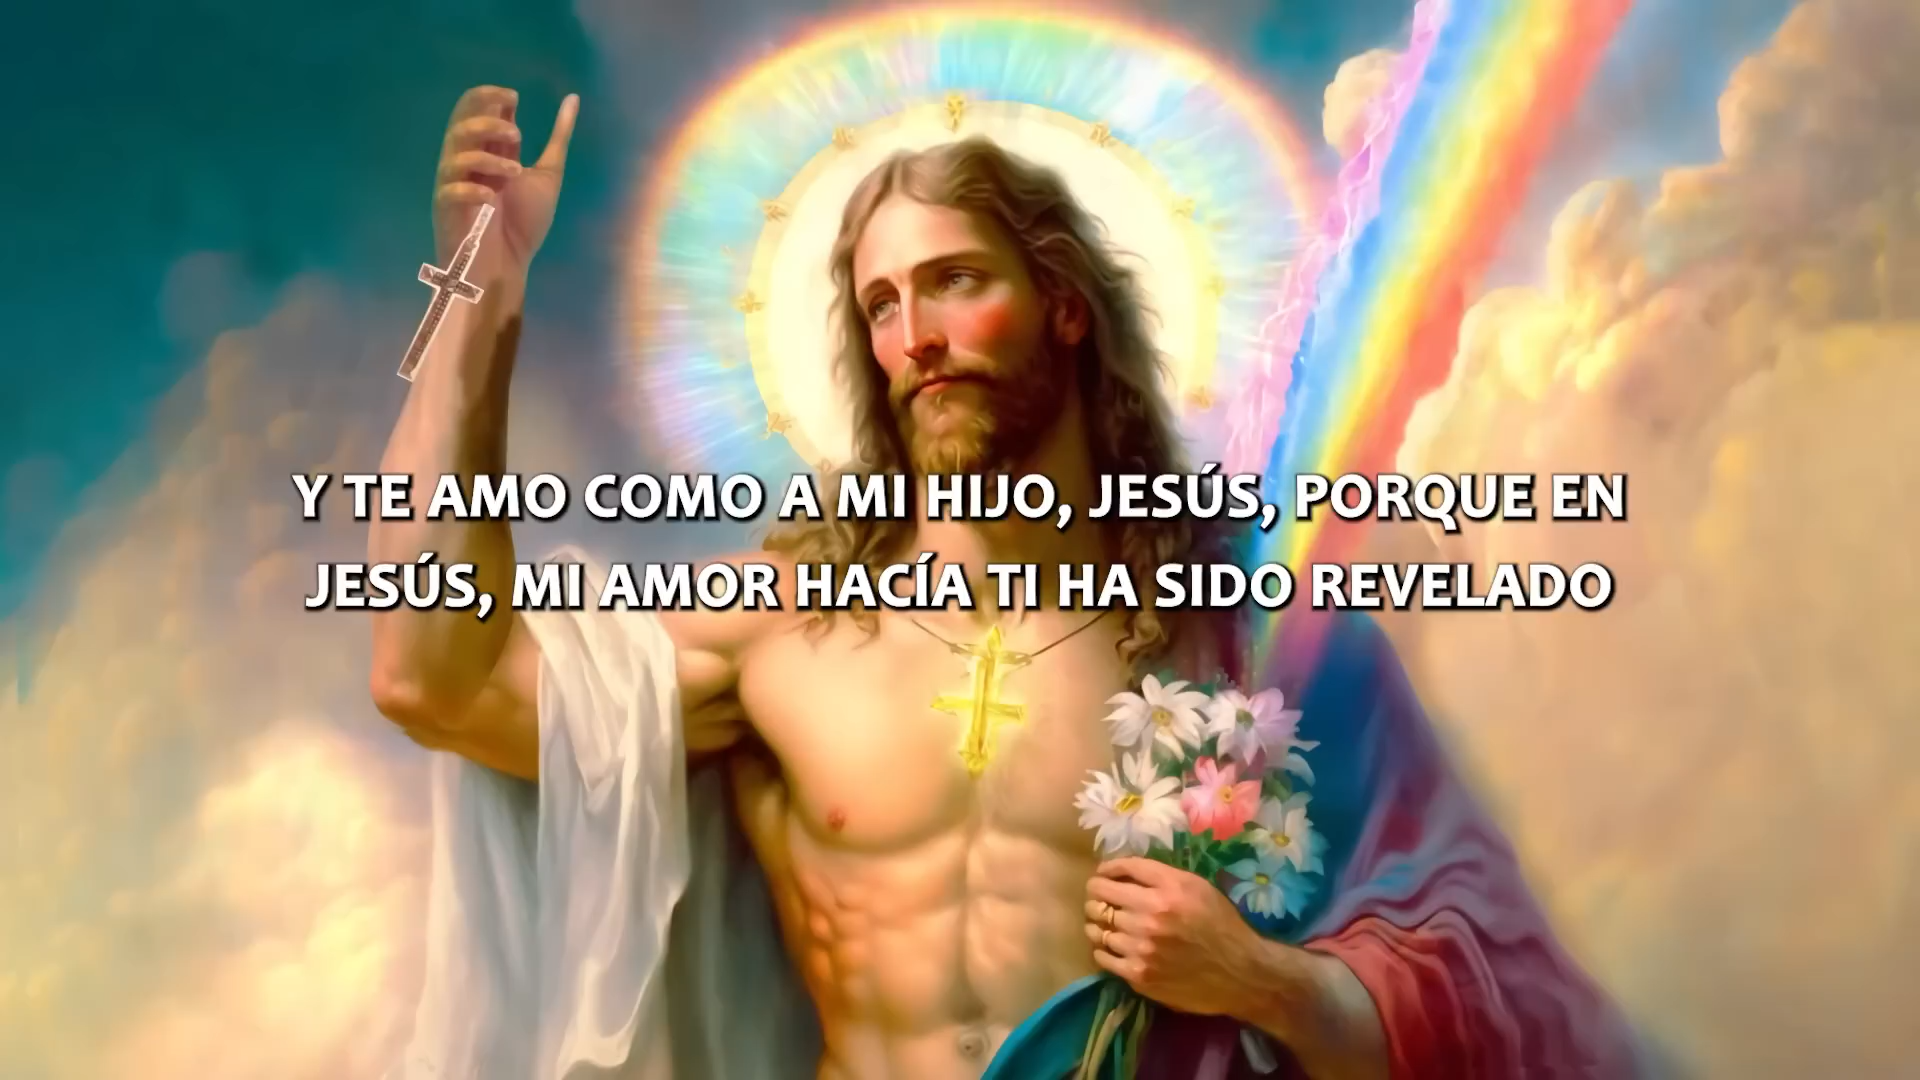 Y TE AMO COMO A MI HIJO, JESÚS, PORQUE EN
JESÚS, MI AMOR HACÍA TI HA SIDO REVELADO